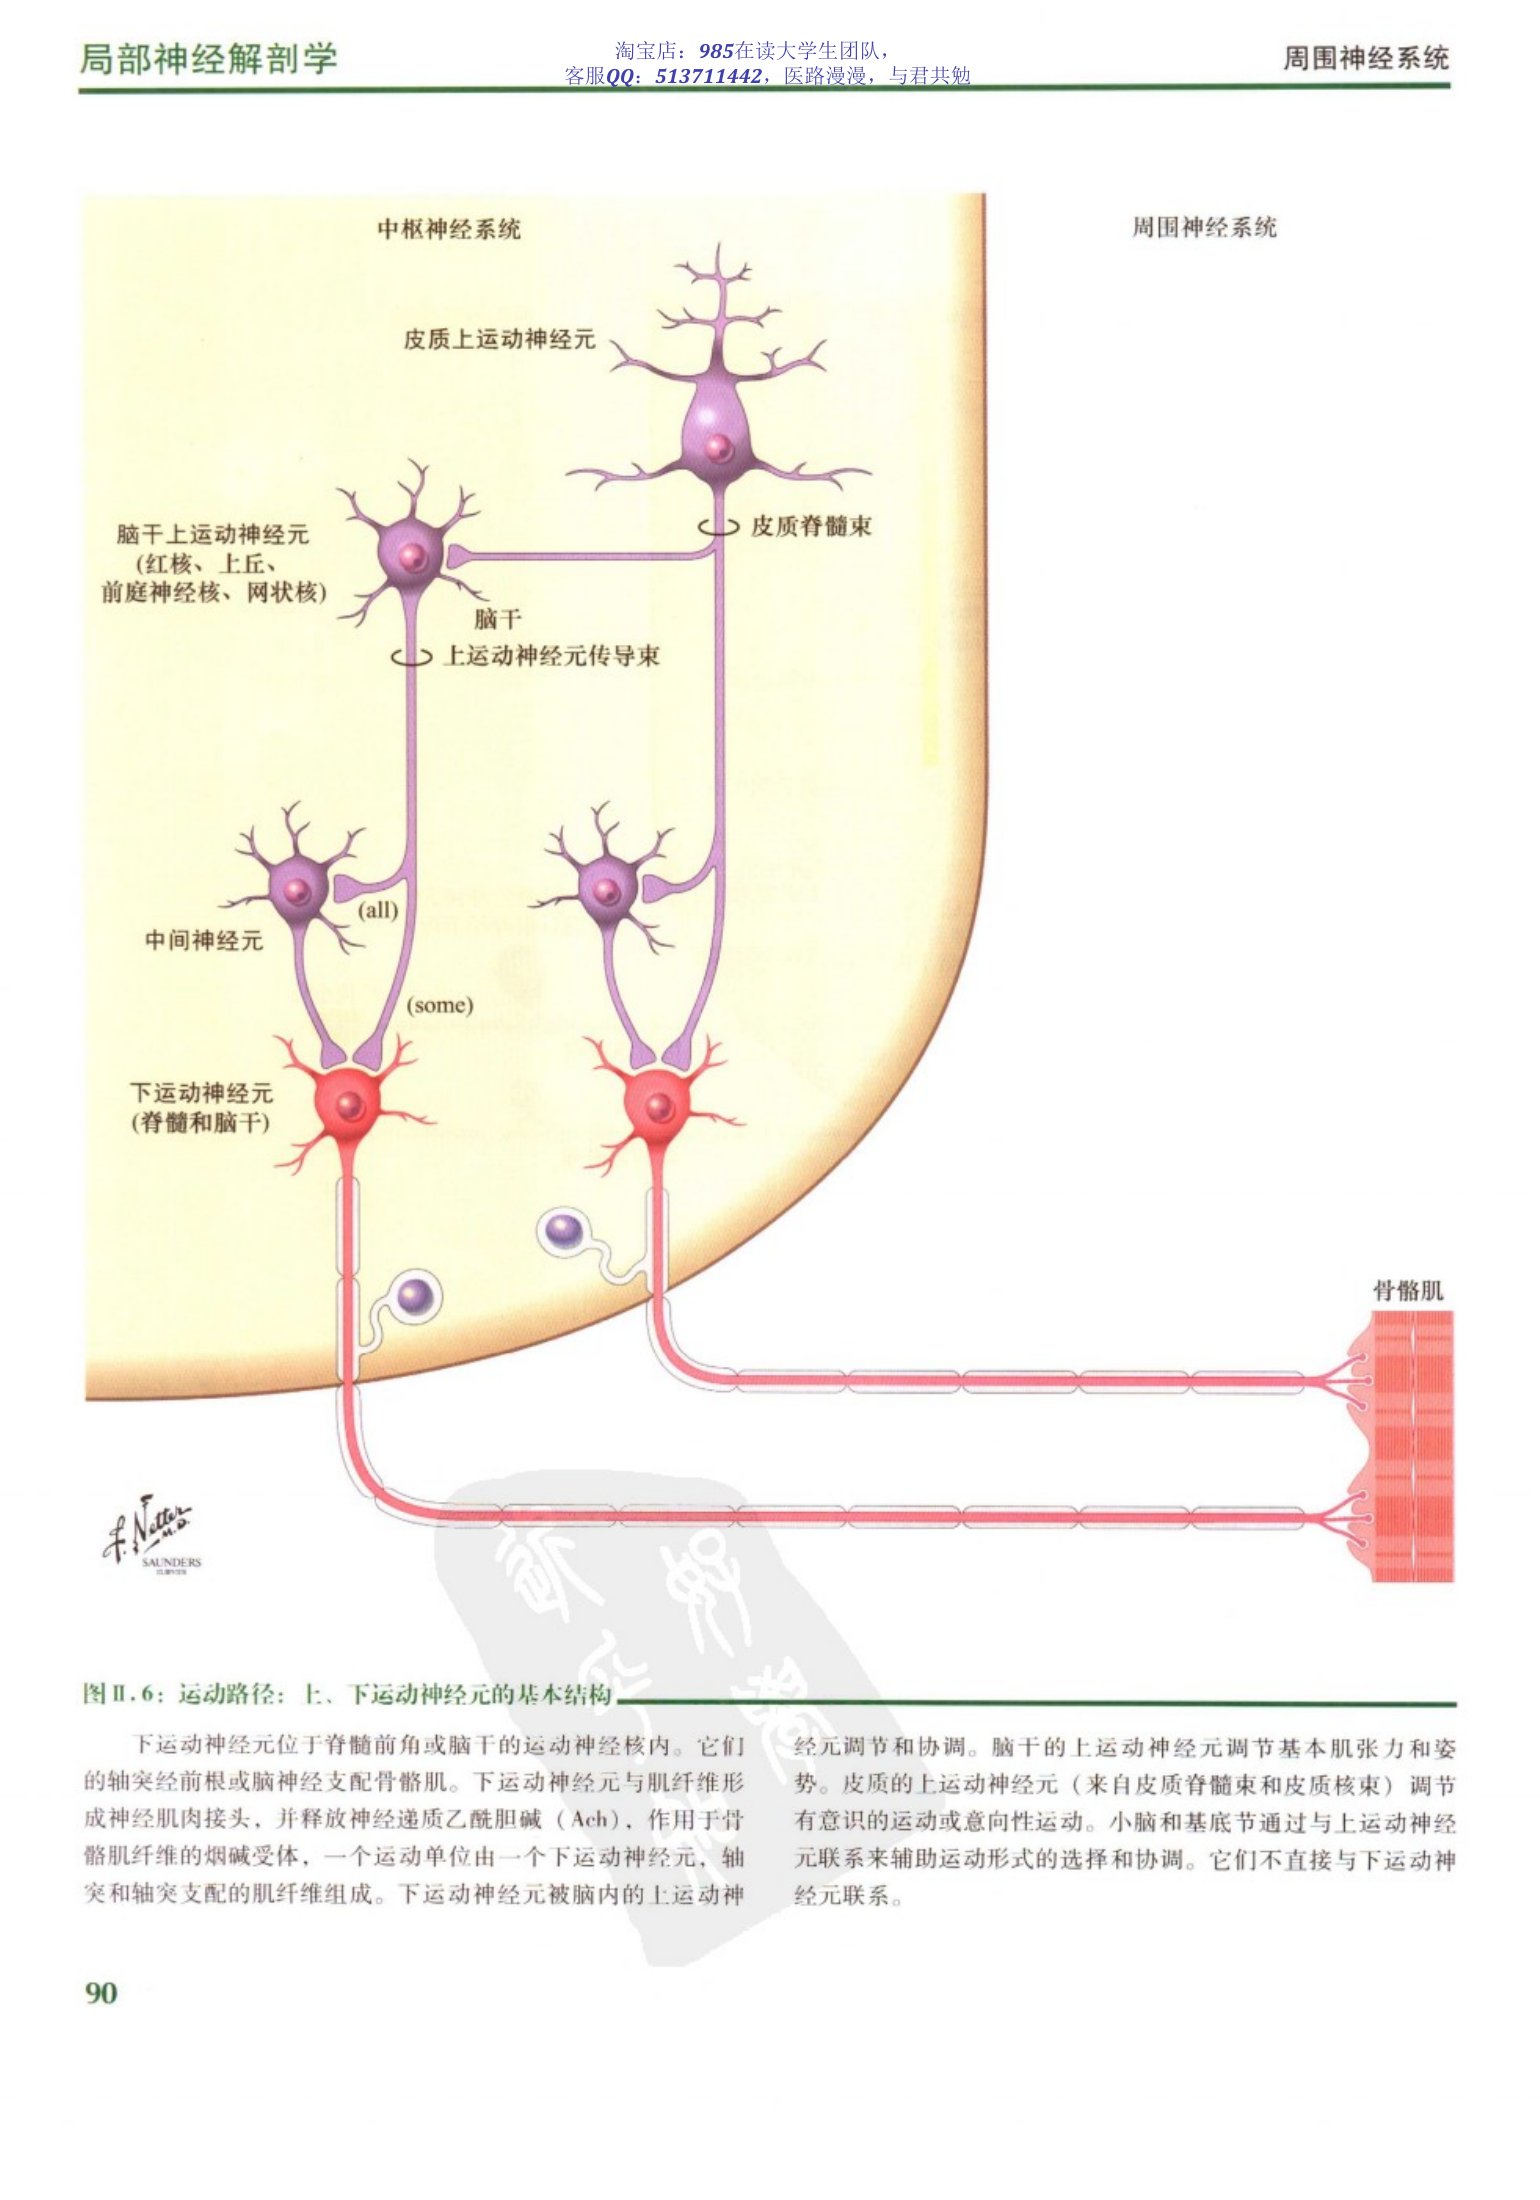 局部神经解剖学
淘宝店：985在读大学生团队，
客服QQ：513711442，医路漫漫，与君共勉
周围神经系统
中枢神经系统
周围神经系统
皮质上运动神经元
皮质脊髓束
脑干上运动神经元
(红核、上丘、
前庭神经核、网状核)
脑干
上运动神经元传导束
(all)
中间神经元
(some)
下运动神经元
(脊髓和脑干)
骨骼肌
F. Netter M.D.
SAUNDERS
图Ⅱ.6：运动路径：上、下运动神经元的基本结构
下运动神经元位于脊髓前角或脑干的运动神经核内。它们
的轴突经前根或脑神经支配骨骼肌。下运动神经元与肌纤维形
成神经肌肉接头，并释放神经递质乙酰胆碱（Ach），作用于骨
骼肌纤维的烟碱受体，一个运动单位由一个下运动神经元，轴
突和轴突支配的肌纤维组成。下运动神经元被脑内的上运动神
经元调节和协调。脑干的上运动神经元调节基本肌张力和姿
势。皮质的上运动神经元（来自皮质脊髓束和皮质核束）调节
有意识的运动或意向性运动。小脑和基底节通过与上运动神经
元联系来辅助运动形式的选择和协调。它们不直接与下运动神
经元联系。
90